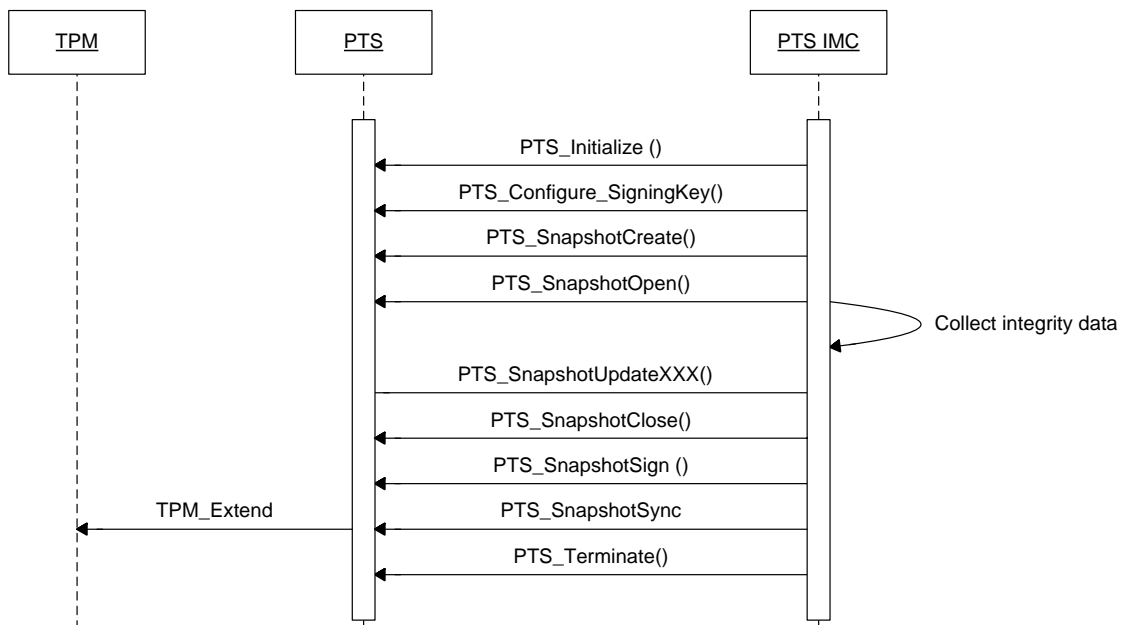 TPM
PTS
PTS IMC
PTS_Initialize ()
PTS_Configure_SigningKey()
PTS_SnapshotCreate()
PTS_SnapshotOpen()
Collect integrity data
PTS_SnapshotUpdateXXX()
PTS_SnapshotClose()
PTS_SnapshotSign ()
TPM_Extend
PTS_SnapshotSync
PTS_Terminate()